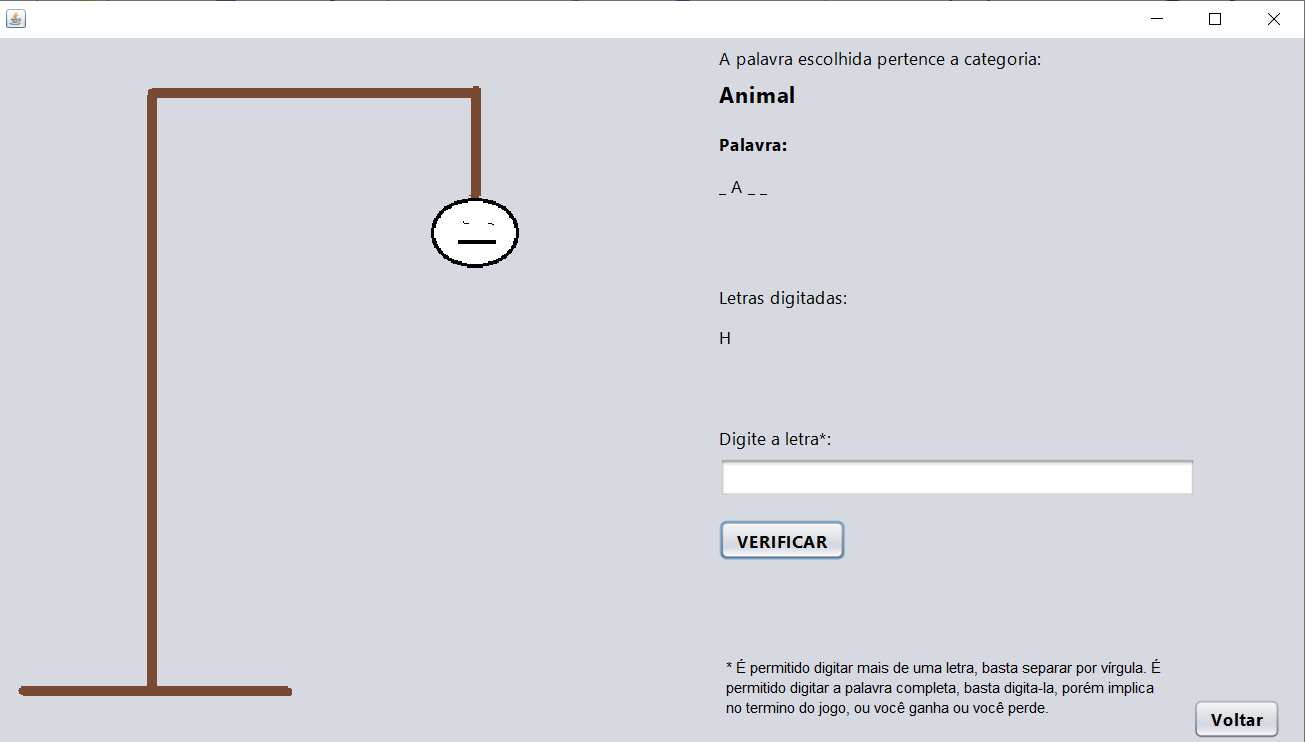 A palavra escolhida pertence a categoria:
Animal
Palavra:
_ A _ _
Letras digitadas:
H
Digite a letra*:
VERIFICAR
* É permitido digitar mais de uma letra, basta separar por vírgula. É
permitido digitar a palavra completa, basta digita-la, porém implica
no termino do jogo, ou você ganha ou você perde.
Voltar